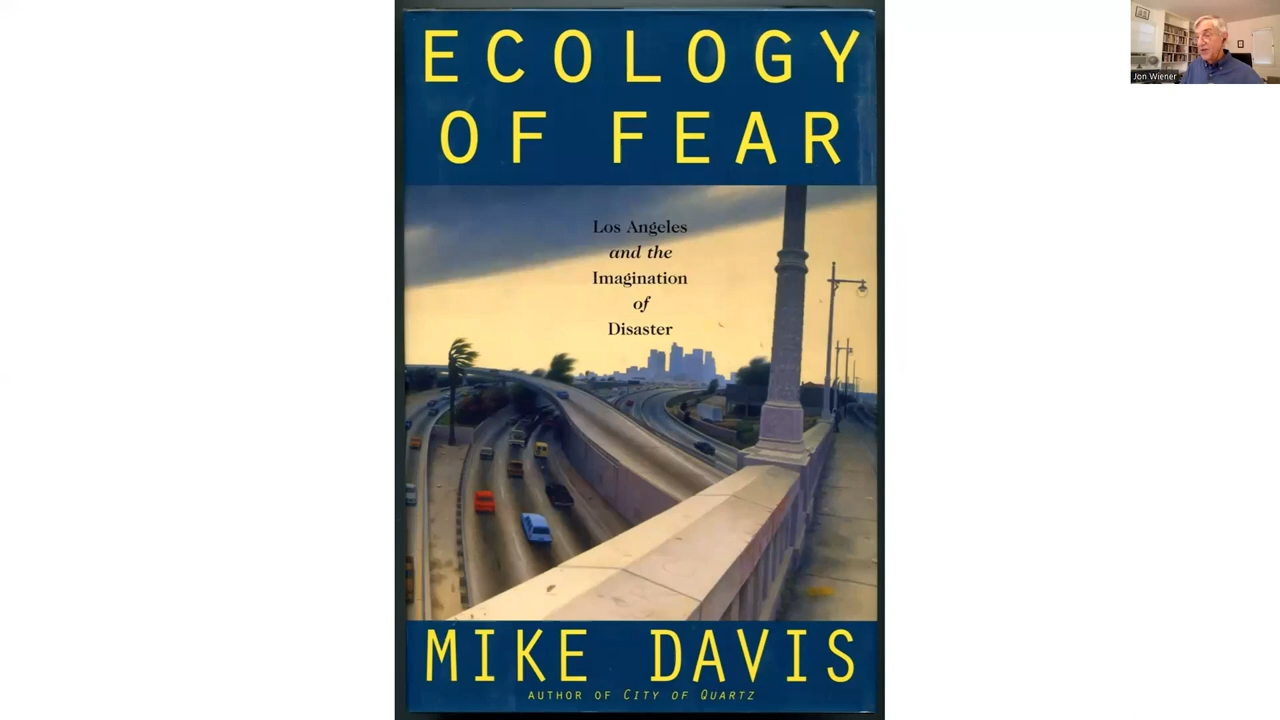 ECOLOGY
OF FEAR
Los Angeles
and the
Imagination
of
Disaster
MIKE DAVIS
AUTHOR OF CITY OF QUARTZ
Jon Wiener